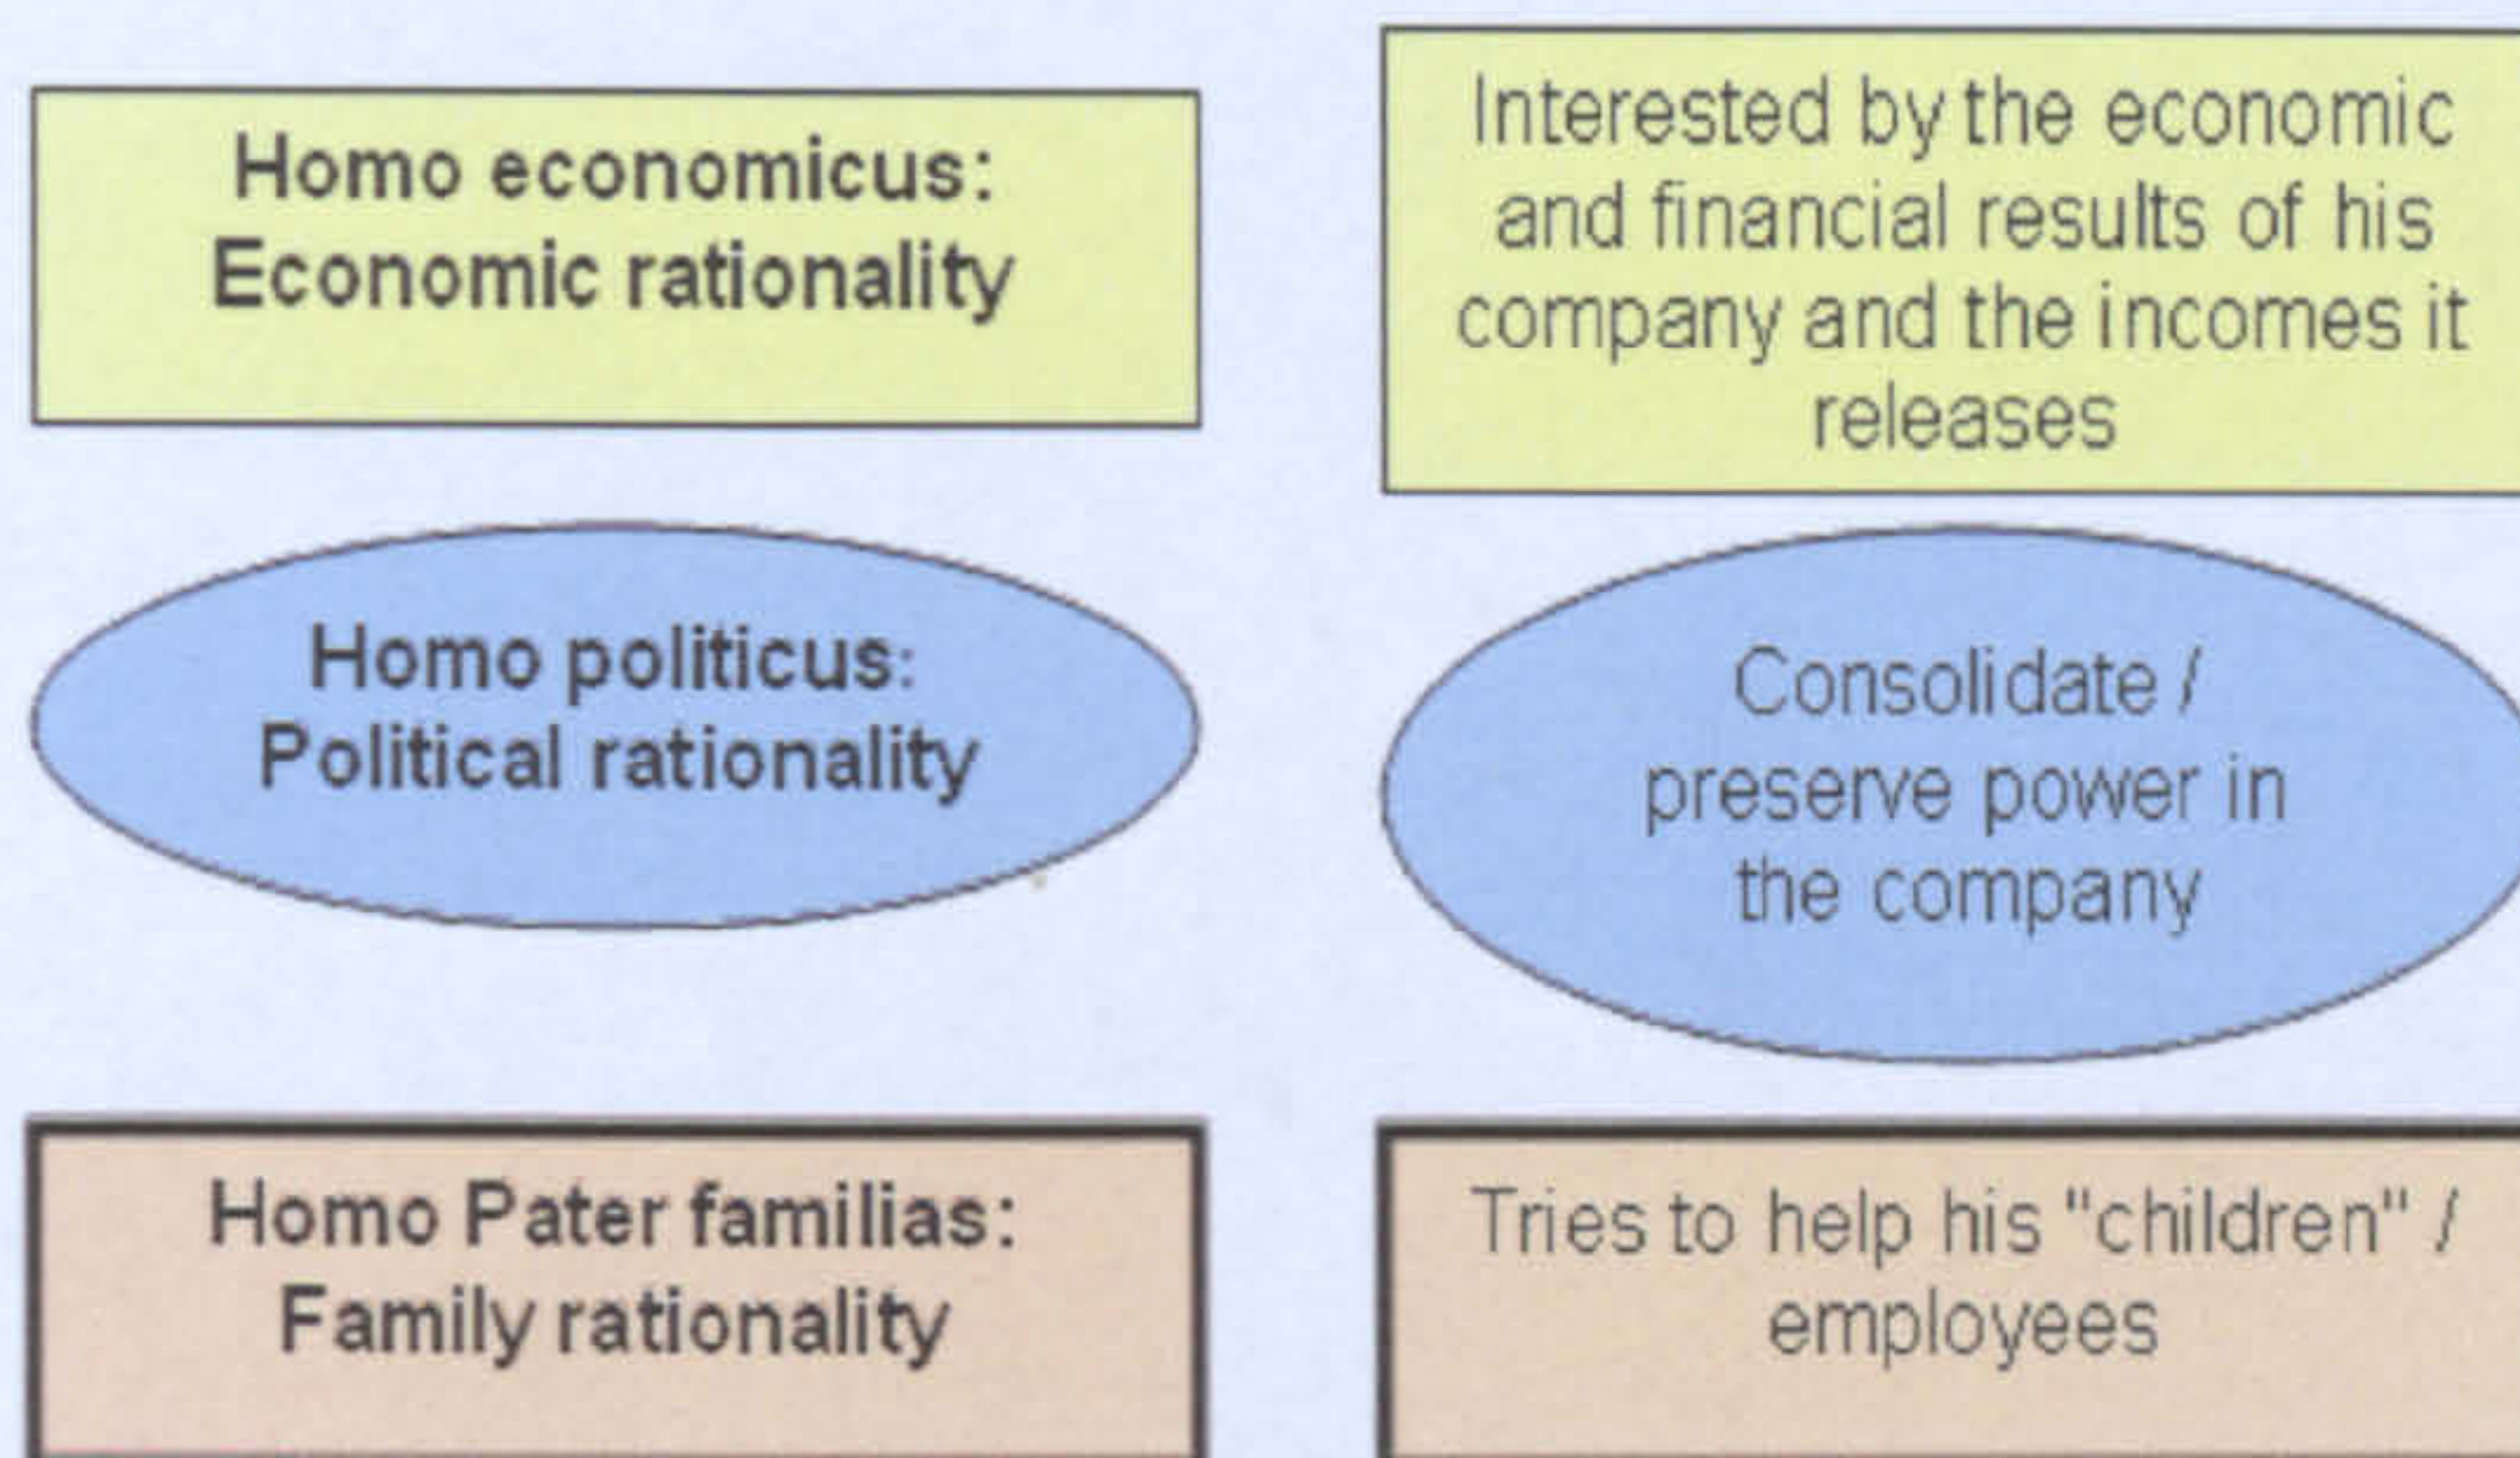 Homo economicus:
Economic rationality
Interested by the economic
and financial results of his
company and the incomes it
releases
Homo politicus:
Political rationality
Consolidate /
preserve power in
the company
Homo Pater familias:
Family rationality
Tries to help his "children" /
employees